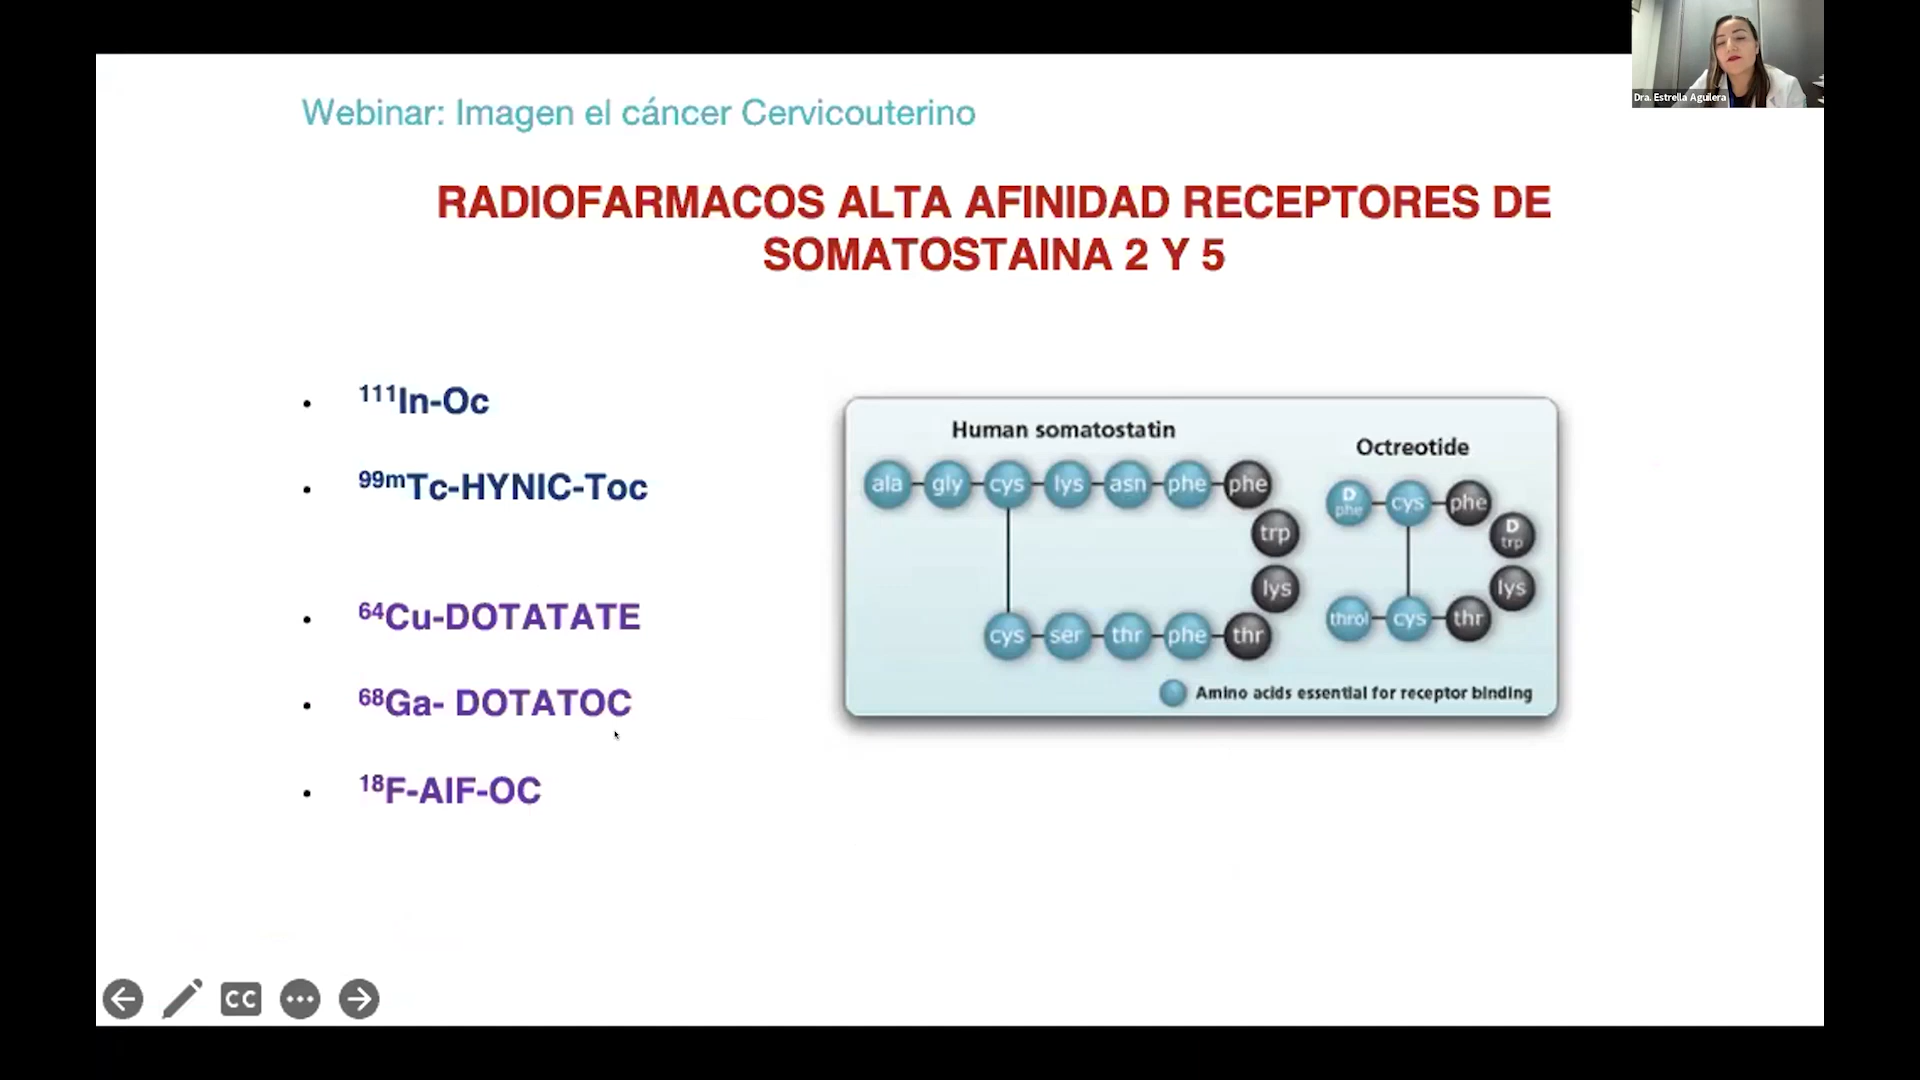 Dra. Estrella Aguilera
Webinar: Imagen el cáncer Cervicouterino
RADIOFARMACOS ALTA AFINIDAD RECEPTORES DE
SOMATOSTAINA 2 Y 5
• ¹¹¹In-Oc
• ⁹⁹ᵐTc-HYNIC-Toc
• ⁶⁴Cu-DOTATATE
• ⁶⁸Ga- DOTATOC
• ¹⁸F-AIF-OC
Human somatostatin
ala gly cys lys asn phe phe
trp
lys
cys ser thr phe thr
Octreotide
D phe cys phe
D trp
lys
throl cys thr
Amino acids essential for receptor binding
CC